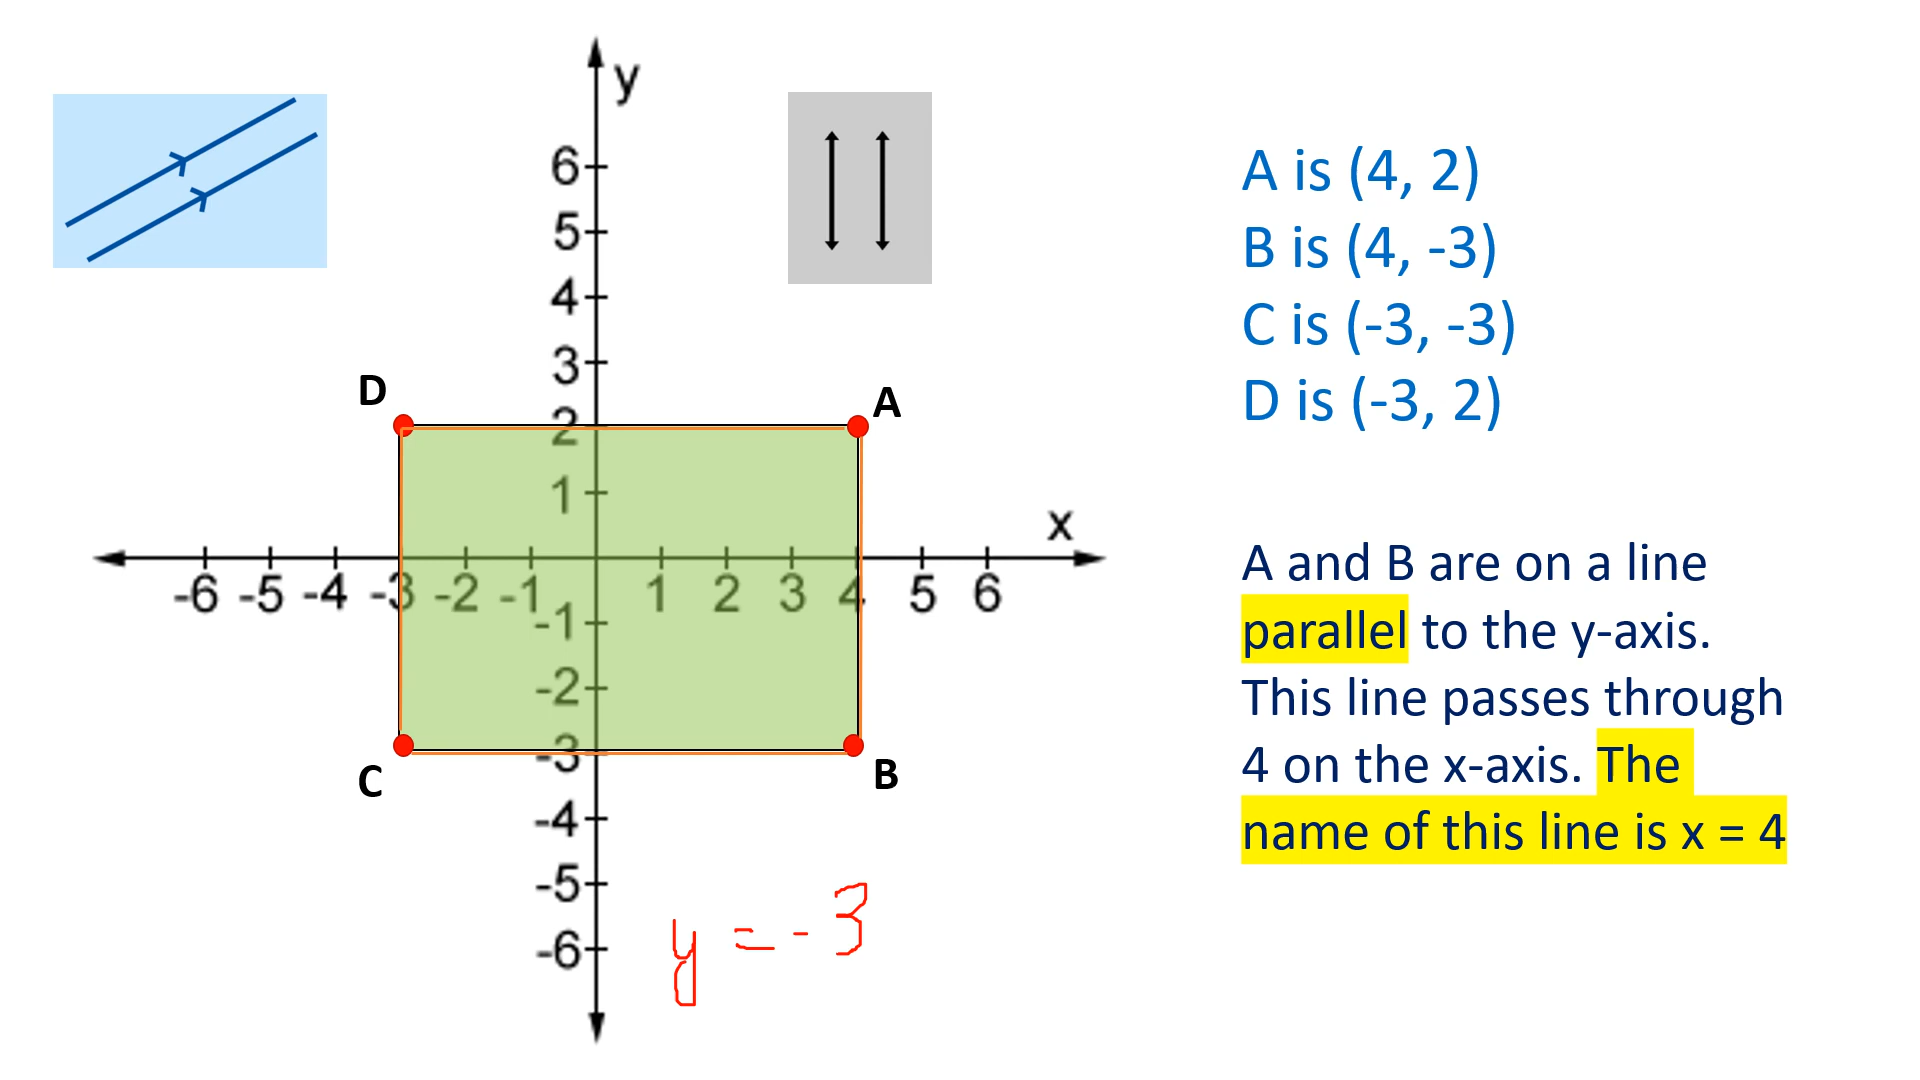 y
6
5
4
3
D
A
2
1
x
-6 -5 -4 -3 -2 -1 1 2 3 4 5 6
-1
-2
-3
C
B
-4
-5
-6
y = -3
A is (4, 2)
B is (4, -3)
C is (-3, -3)
D is (-3, 2)
A and B are on a line
parallel to the y-axis.
This line passes through
4 on the x-axis. The
name of this line is x = 4